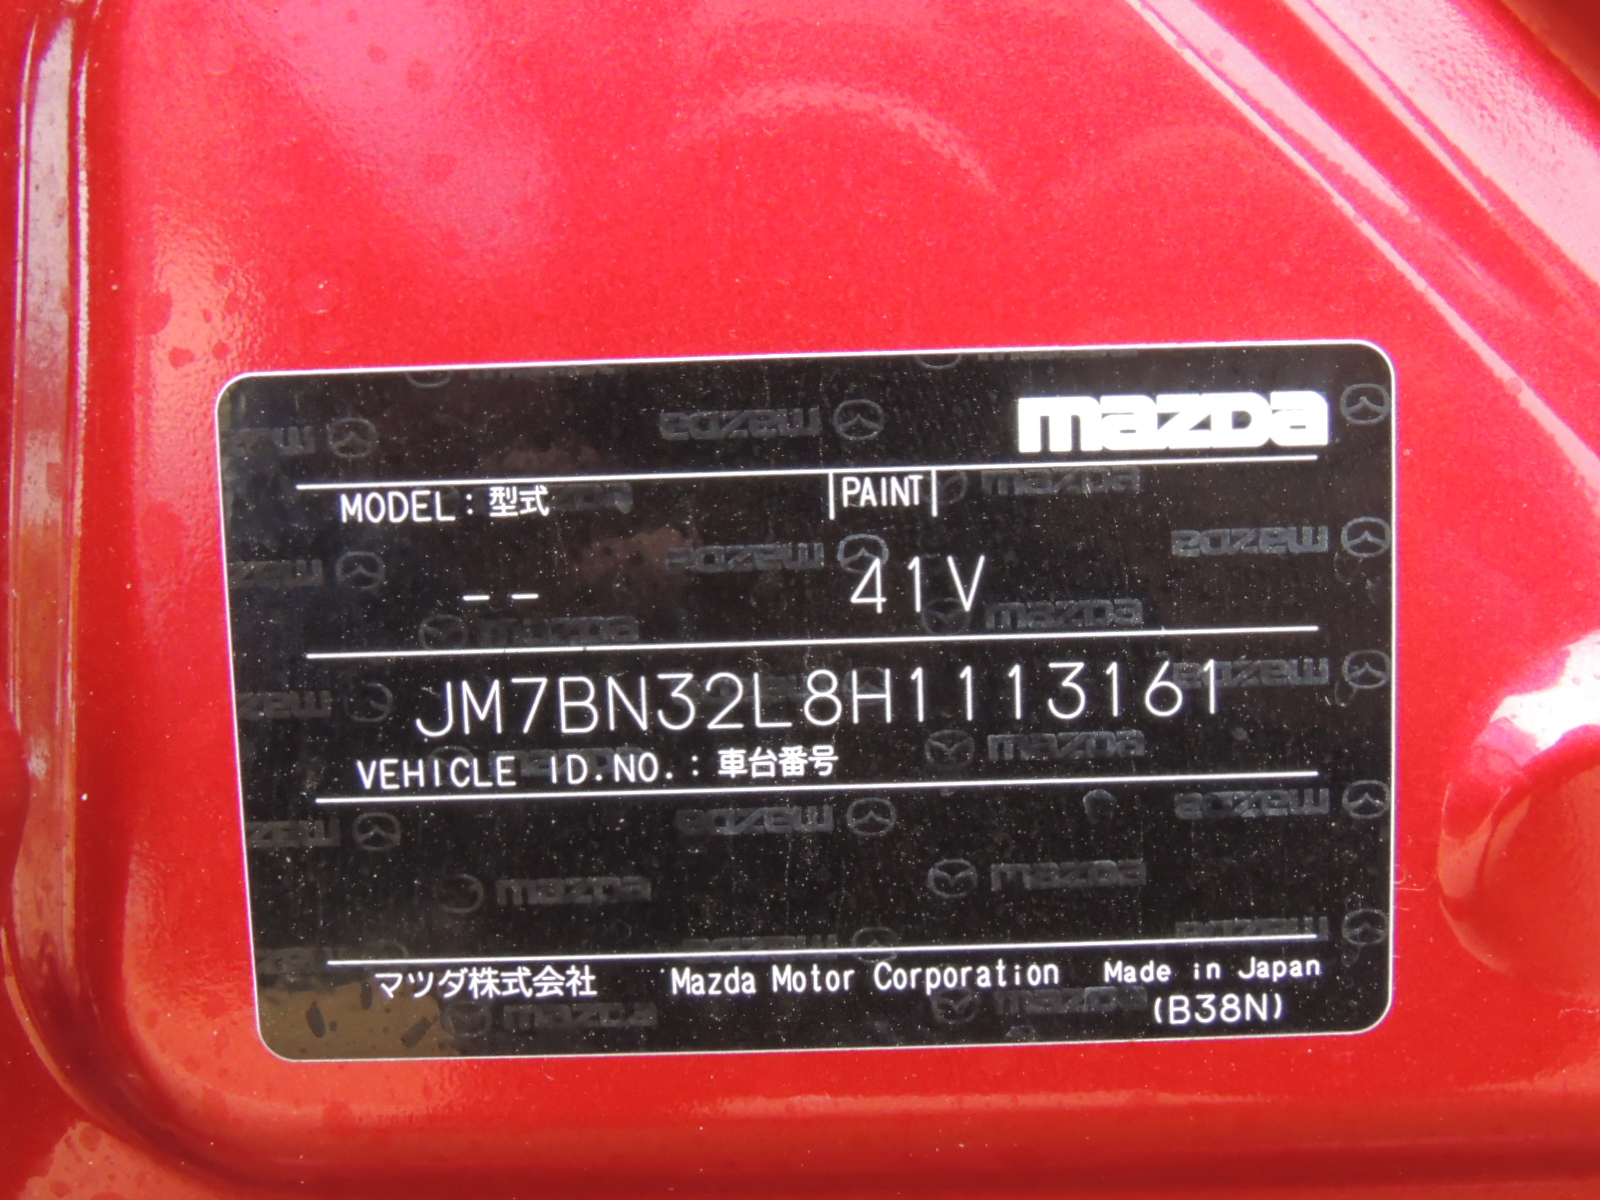 mazda
MODEL: 型式 PAINT
-- 41V
JM7BN32L8H1113161
VEHICLE ID.NO.: 車台番号
マツダ株式会社 Mazda Motor Corporation Made in Japan
(B38N)